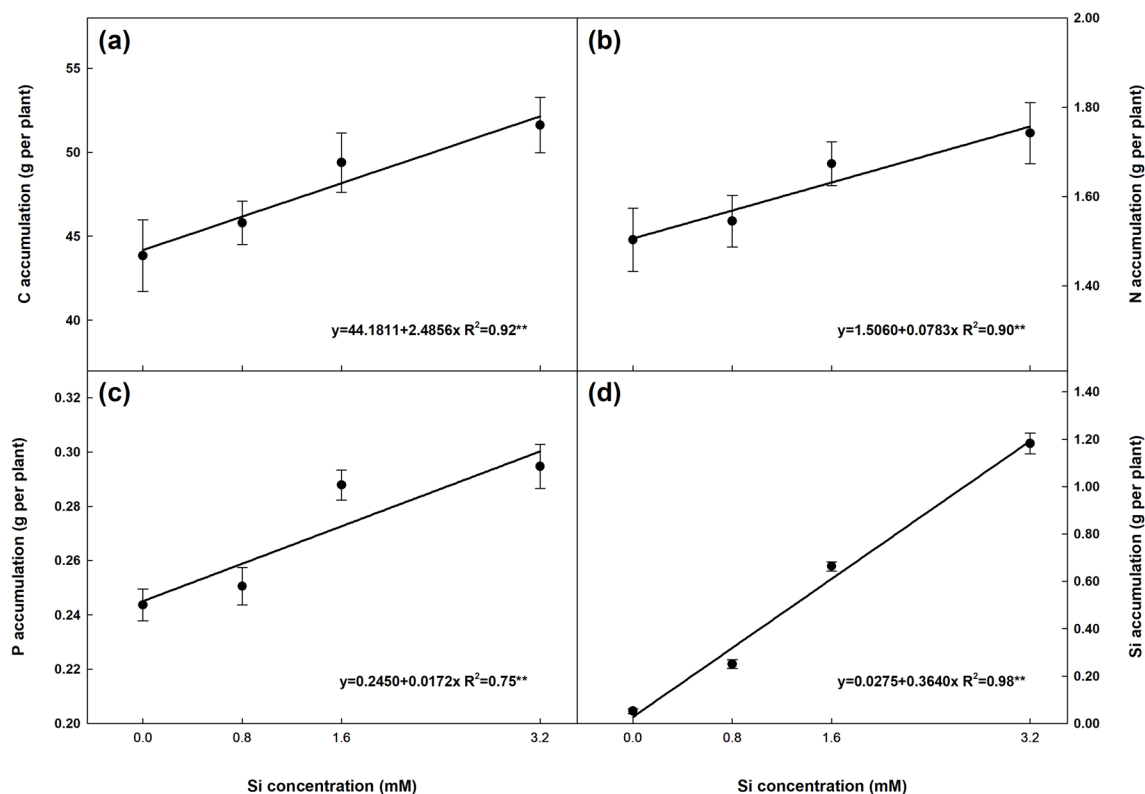 (a)
C accumulation (g per plant)
55
50
45
40
y=44.1811+2.4856x R²=0.92**
(b)
N accumulation (g per plant)
2.00
1.80
1.60
1.40
y=1.5060+0.0783x R²=0.90**
(c)
P accumulation (g per plant)
0.32
0.30
0.28
0.26
0.24
0.22
0.20
y=0.2450+0.0172x R²=0.75**
0.0 0.8 1.6 3.2
Si concentration (mM)
(d)
Si accumulation (g per plant)
1.40
1.20
1.00
0.80
0.60
0.40
0.20
0.00
y=0.0275+0.3640x R²=0.98**
0.0 0.8 1.6 3.2
Si concentration (mM)